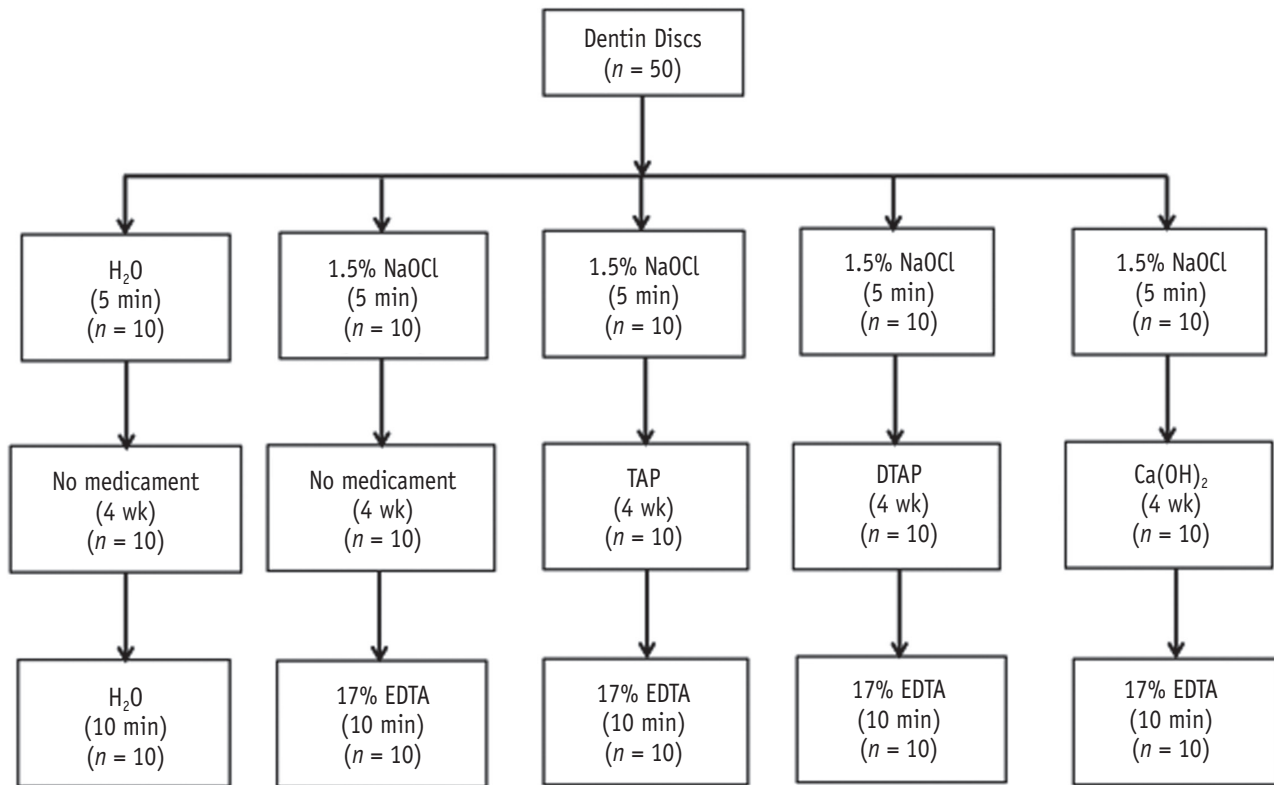 Dentin Discs
(n = 50)
H₂O
(5 min)
(n = 10)
1.5% NaOCl
(5 min)
(n = 10)
1.5% NaOCl
(5 min)
(n = 10)
1.5% NaOCl
(5 min)
(n = 10)
1.5% NaOCl
(5 min)
(n = 10)
No medicament
(4 wk)
(n = 10)
No medicament
(4 wk)
(n = 10)
TAP
(4 wk)
(n = 10)
DTAP
(4 wk)
(n = 10)
Ca(OH)₂
(4 wk)
(n = 10)
H₂O
(10 min)
(n = 10)
17% EDTA
(10 min)
(n = 10)
17% EDTA
(10 min)
(n = 10)
17% EDTA
(10 min)
(n = 10)
17% EDTA
(10 min)
(n = 10)